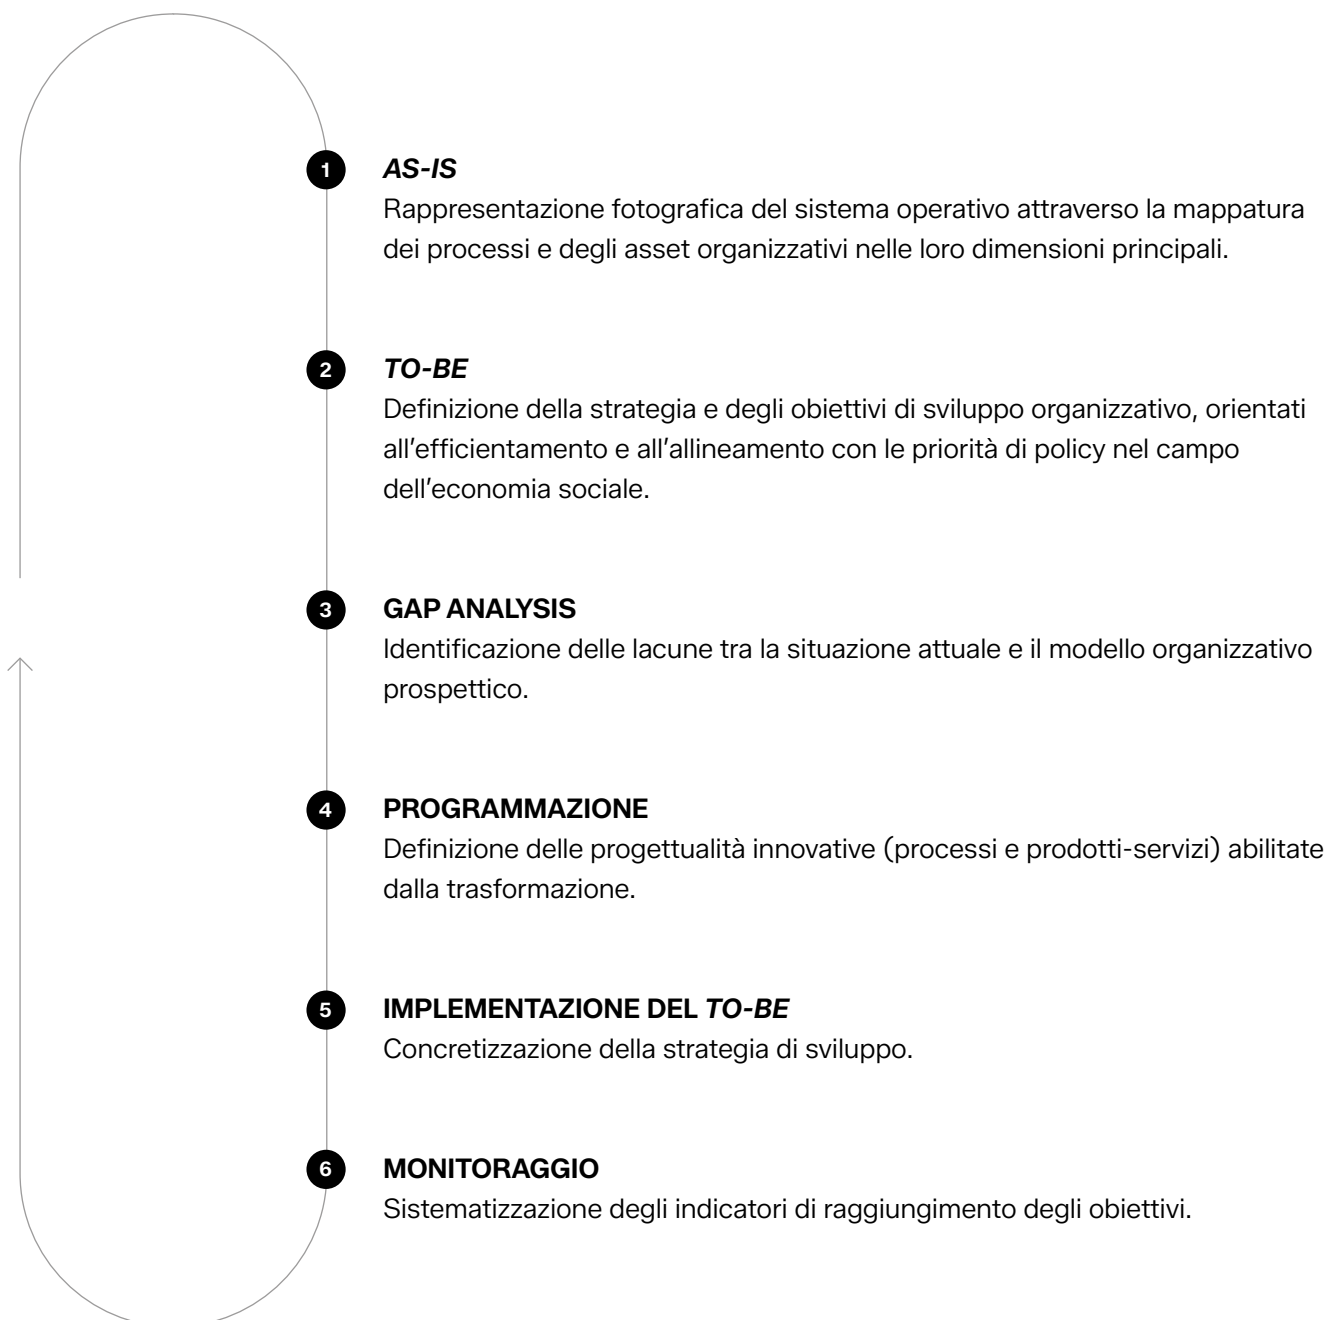 1
AS-IS
Rappresentazione fotografica del sistema operativo attraverso la mappatura
dei processi e degli asset organizzativi nelle loro dimensioni principali.
2
TO-BE
Definizione della strategia e degli obiettivi di sviluppo organizzativo, orientati
all’efficientamento e all’allineamento con le priorità di policy nel campo
dell’economia sociale.
3
GAP ANALYSIS
Identificazione delle lacune tra la situazione attuale e il modello organizzativo
prospettico.
4
PROGRAMMAZIONE
Definizione delle progettualità innovative (processi e prodotti-servizi) abilitate
dalla trasformazione.
5
IMPLEMENTAZIONE DEL TO-BE
Concretizzazione della strategia di sviluppo.
6
MONITORAGGIO
Sistematizzazione degli indicatori di raggiungimento degli obiettivi.